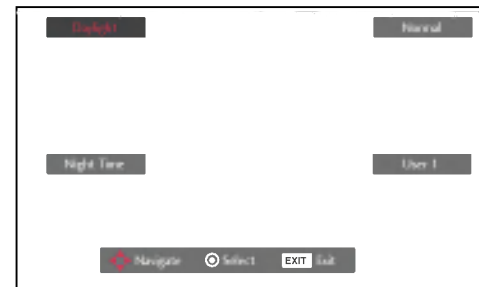 Daylight
Normal
Night Time
User 1
Navigate Select EXIT Exit